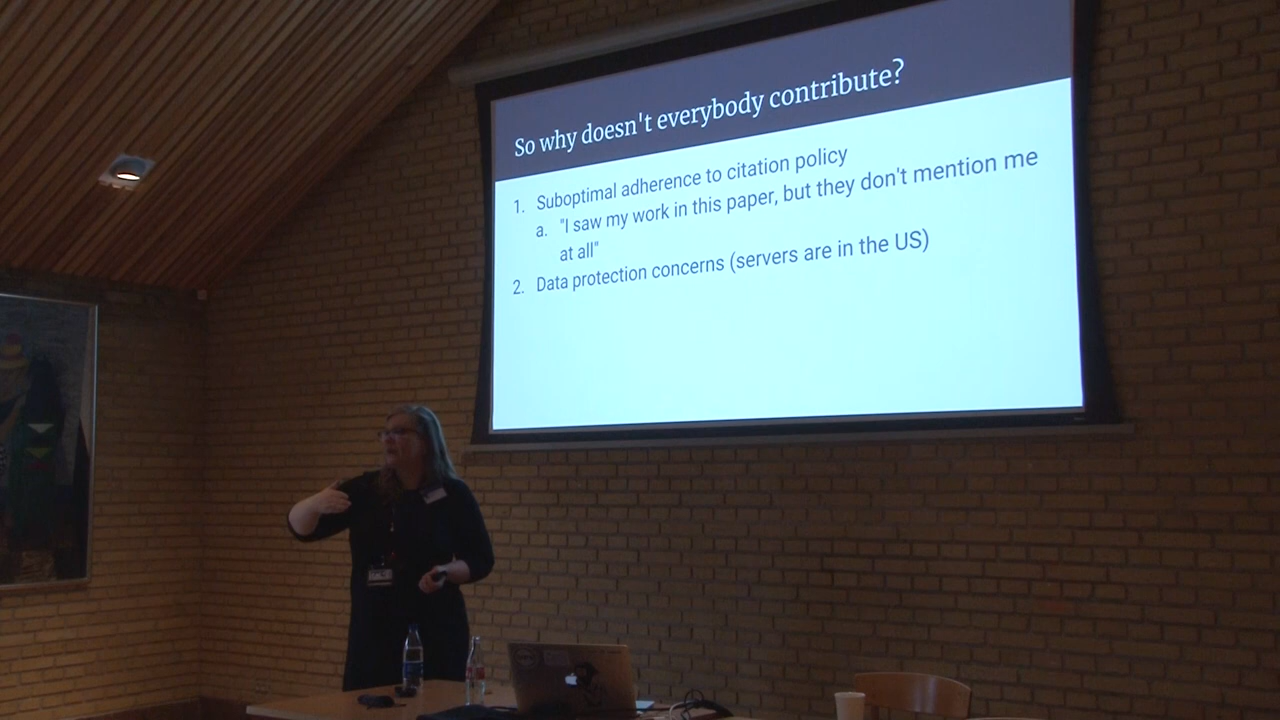 So why doesn't everybody contribute?
1. Suboptimal adherence to citation policy
a. "I saw my work in this paper, but they don't mention me
at all"
2. Data protection concerns (servers are in the US)